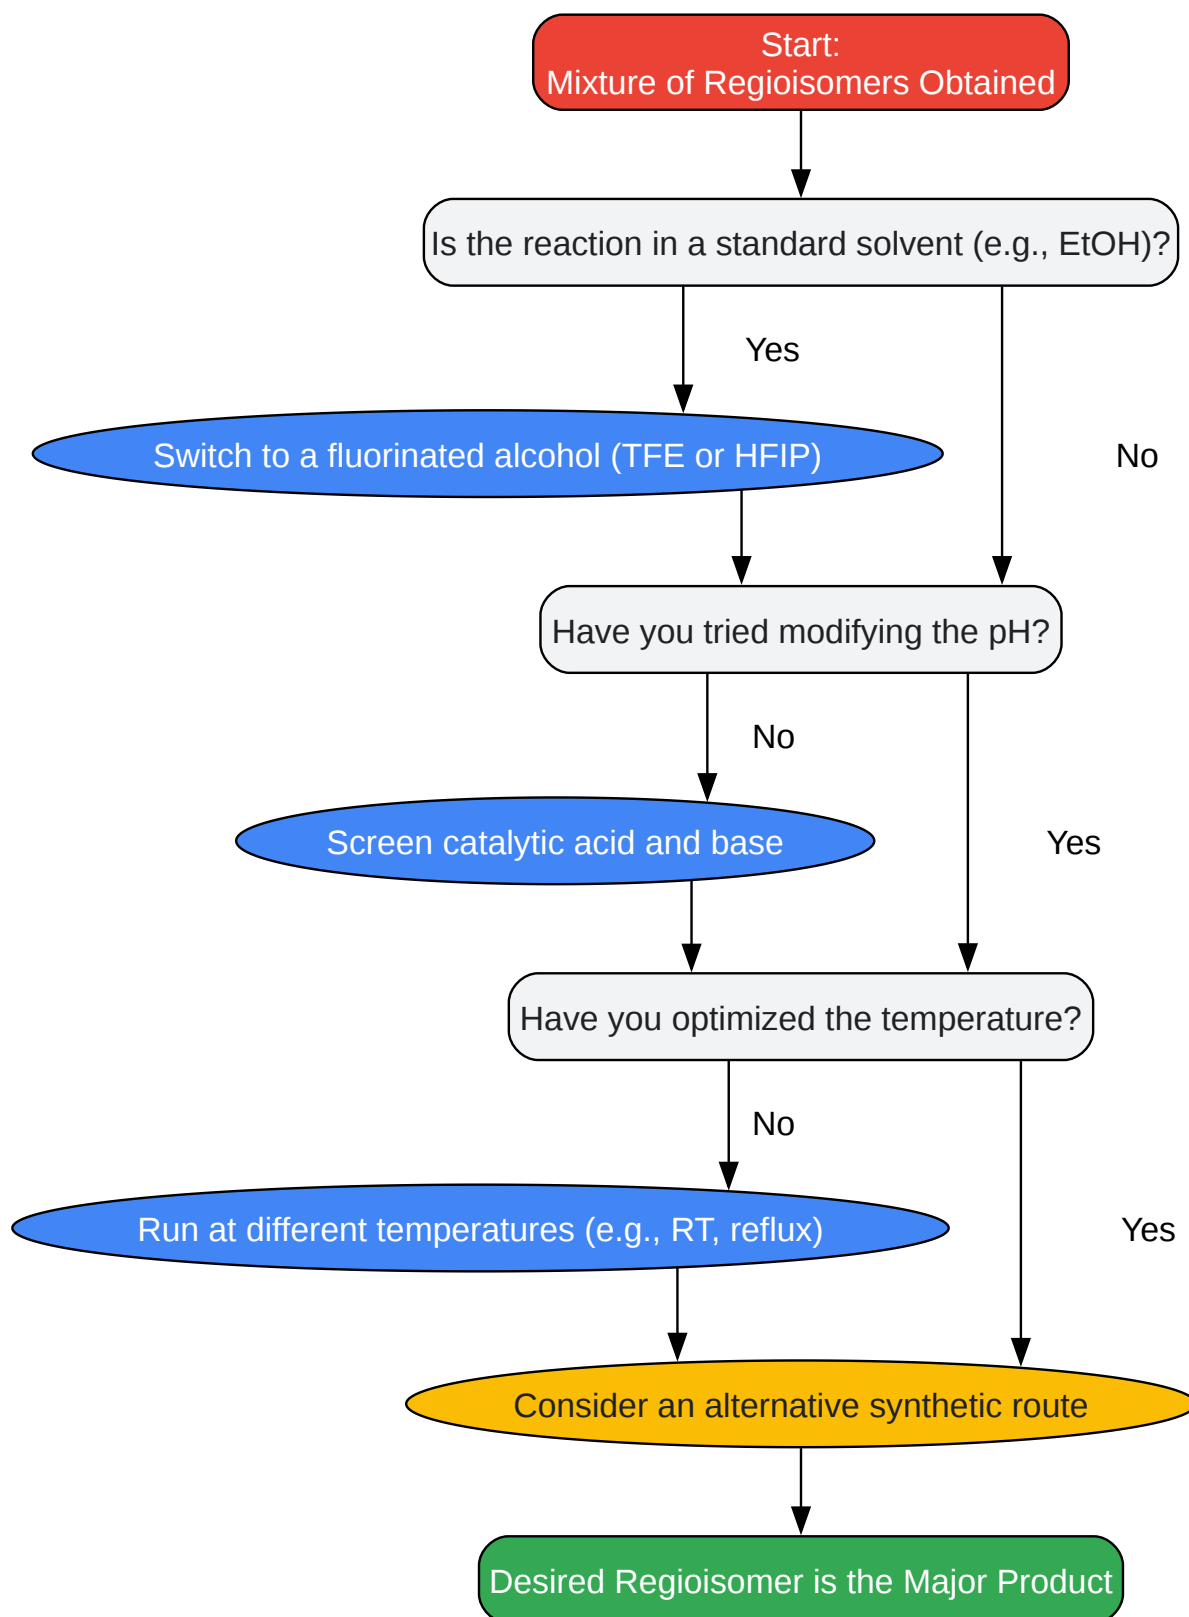 Start:
Mixture of Regioisomers Obtained
Is the reaction in a standard solvent (e.g., EtOH)?
Yes
Switch to a fluorinated alcohol (TFE or HFIP)
No
Have you tried modifying the pH?
No
Screen catalytic acid and base
Yes
Have you optimized the temperature?
No
Run at different temperatures (e.g., RT, reflux)
Yes
Consider an alternative synthetic route
Desired Regioisomer is the Major Product